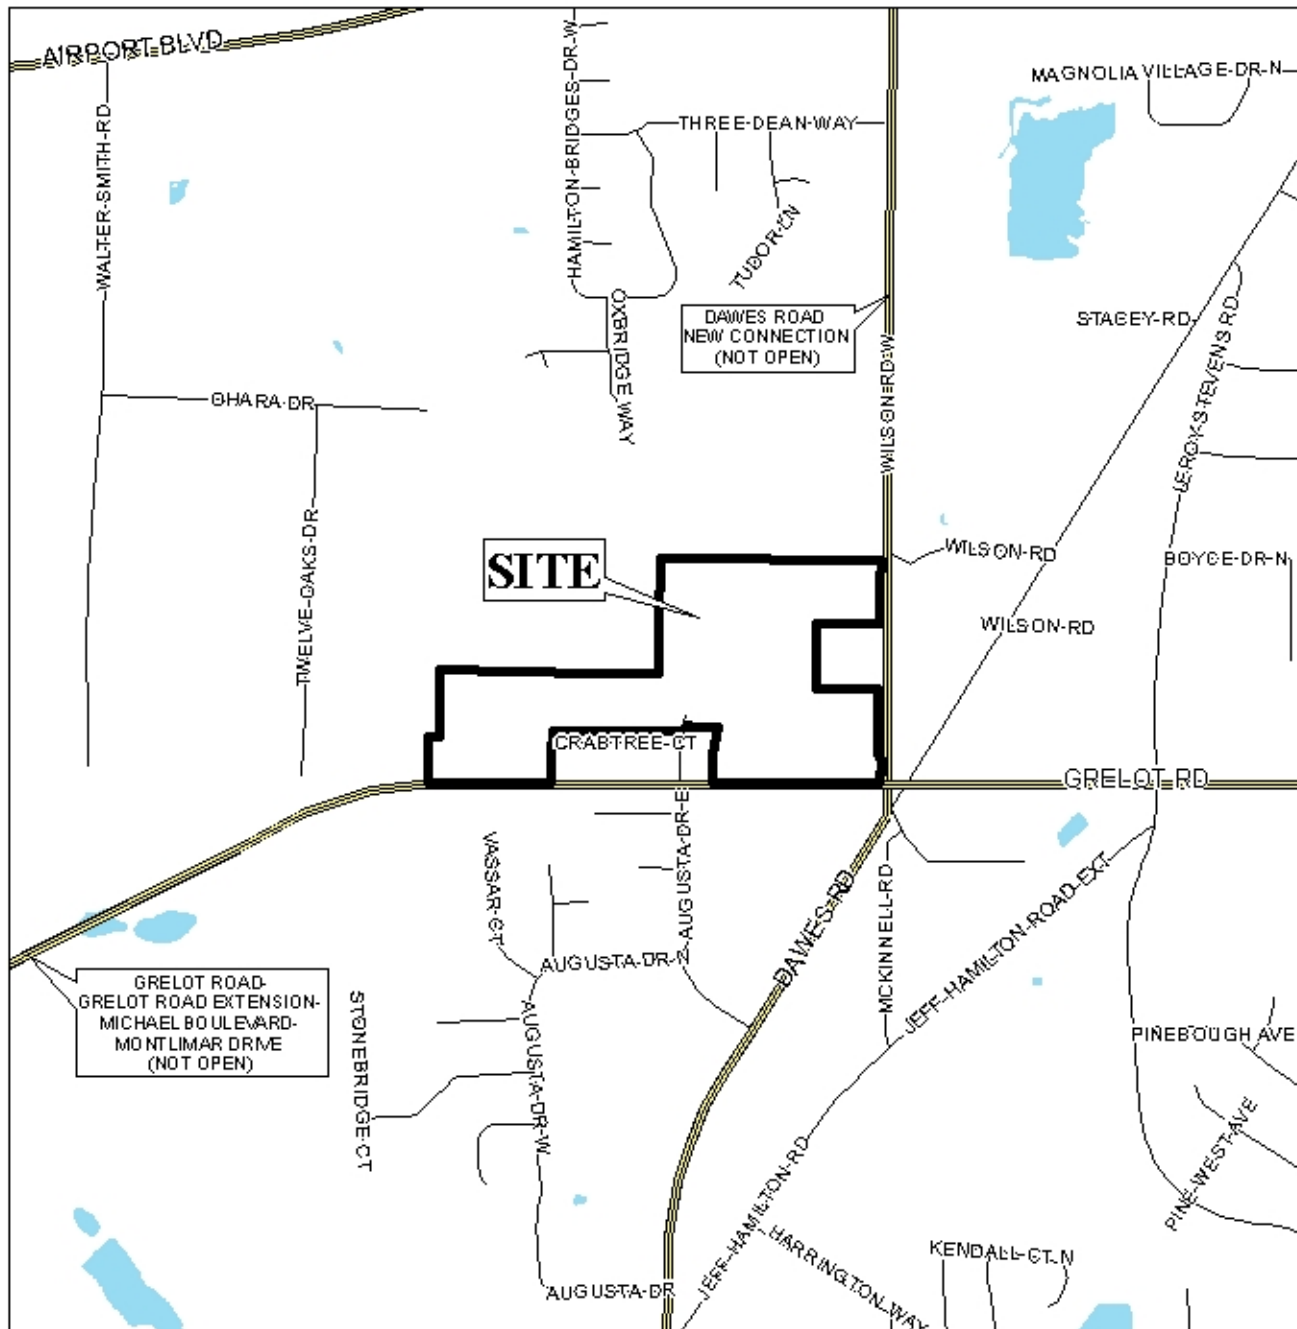 AIRPORT BLVD
WALTER-SMITH-RD
HAMILTON-BRIDGES-DR-W
THREE-DEAN-WAY
TUDOR-LN
MAGNOLIA VILLAGE-DR-N
OXBRIDGE WAY
DAWES ROAD
NEW CONNECTION
(NOT OPEN)
WILSON-RD-W
STAGEY-RD
LEROY-STEVENS RD
OHARA-DR
TWELVE-OAKS-DR
SITE
WILSON-RD
BOYCE-DR-N
WILSON-RD
CRABTREE-CT
GRELOT RD
AUGUSTA-DR-E
VASSAR-CT
AUGUSTA-DR-N
DAWES-RD
MCKINNELL-RD
JEFF-HAMILTON-ROAD-EXT
GRELOT ROAD-
GRELOT ROAD EXTENSION-
MICHAEL BOULEVARD-
MONTLIMAR DRIVE
(NOT OPEN)
STONEBRIDGE-CT
AUGUSTA-DR-W
PINEBOUGH AVE
PINE-WEST-AVE
JEFF-HAMILTON-RD
HARRINGTON-WAY
KENDALL-CT-N
AUGUSTA-DR